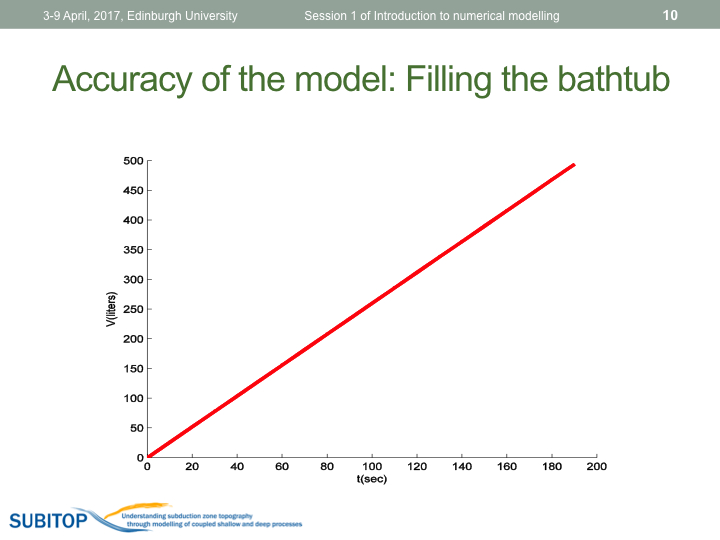 3-9 April, 2017, Edinburgh University
Session 1 of Introduction to numerical modelling
10
Accuracy of the model: Filling the bathtub
500
450
400
350
300
250
200
150
100
50
0
V(liters)
0 20 40 60 80 100 120 140 160 180 200
t(sec)
SUBITOP
Understanding subduction zone topography
through modelling of coupled shallow and deep processes